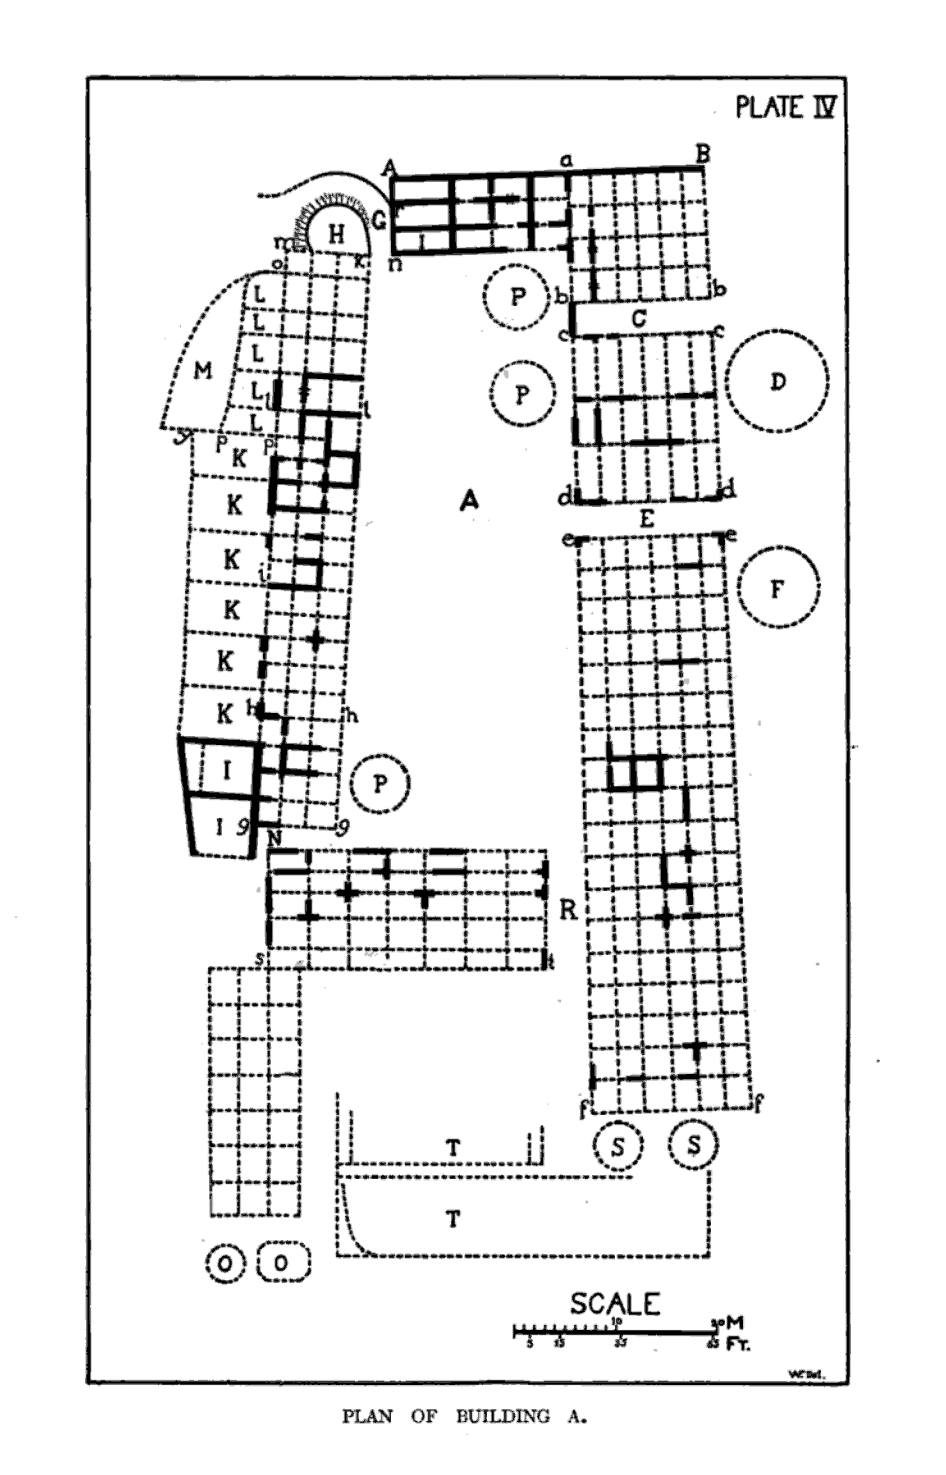 PLATE IV
A a B
G H
m n
o k
P b b
L C
L c c
L
M D
L l P
l
L
y P p
K
A
K d d
E
e e
K
i F
K
K
K h h
I P
I g g
N
R
s t
f f
S S
T
T
O O
SCALE
10 20 M
5 15 35 65 FT.
PLAN OF BUILDING A.